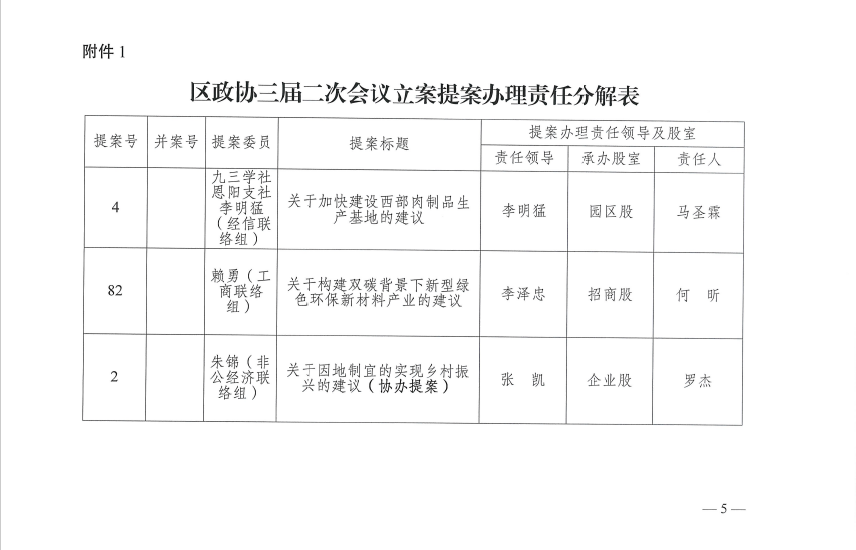 附件 1
区政协三届二次会议立案提案办理责任分解表
提案号 并案号 提案委员 提案标题 提案办理责任领导及股室
责任领导 承办股室 责任人
4
九三学社
恩阳支社
李明猛
（经信联
络组）
关于加快建设西部肉制品生
产基地的建议
李明猛 园区股 马圣霖
82
赖勇（工
商联络
组）
关于构建双碳背景下新型绿
色环保新材料产业的建议
李泽忠 招商股 何 昕
2
朱锦（非
公经济联
络组）
关于因地制宜的实现乡村振
兴的建议（协办提案）
张 凯 企业股 罗杰
— 5 —